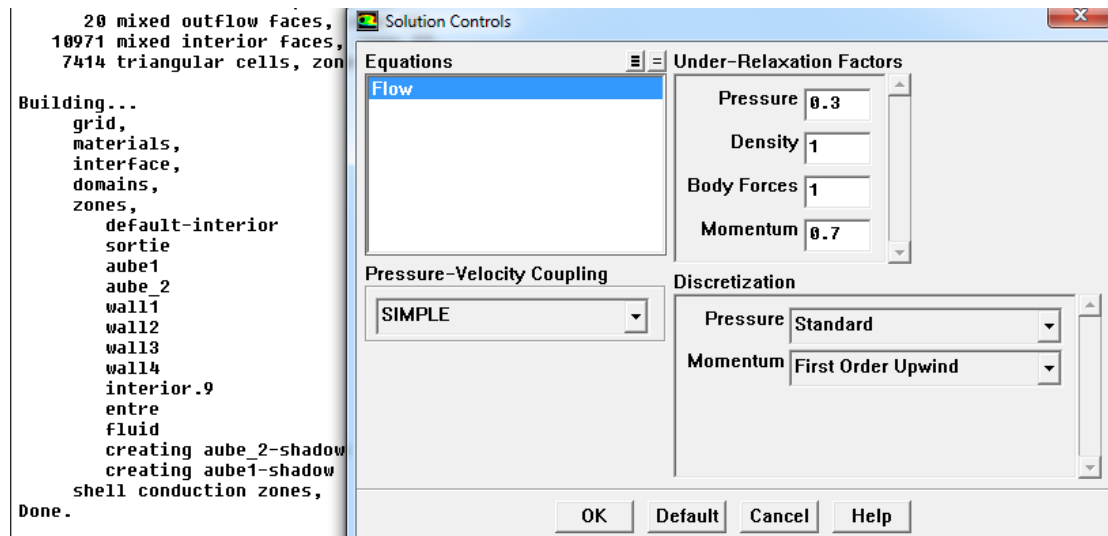 20 mixed outflow faces,
10971 mixed interior faces,
7414 triangular cells, zon
Building...
grid,
materials,
interface,
domains,
zones,
default-interior
sortie
aube1
aube_2
wall1
wall2
wall3
wall4
interior.9
entre
fluid
creating aube_2-shadow
creating aube1-shadow
shell conduction zones,
Done.
Solution Controls
Equations
Flow
Pressure-Velocity Coupling
SIMPLE
Under-Relaxation Factors
Pressure 0.3
Density 1
Body Forces 1
Momentum 0.7
Discretization
Pressure Standard
Momentum First Order Upwind
OK Default Cancel Help